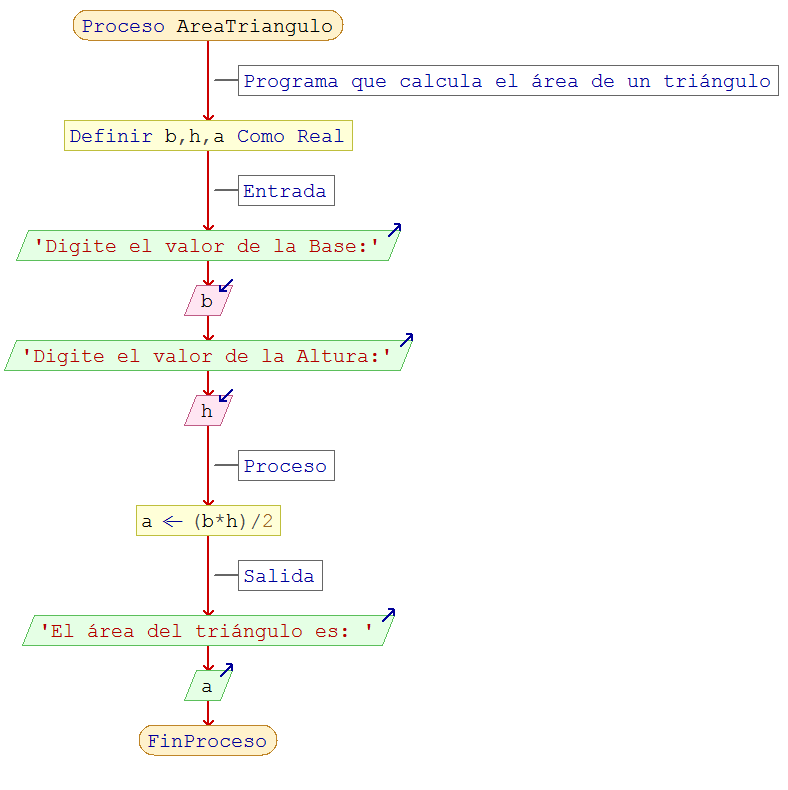 Proceso AreaTriangulo
Programa que calcula el área de un triángulo
Definir b,h,a Como Real
Entrada
'Digite el valor de la Base:'
b
'Digite el valor de la Altura:'
h
Proceso
a ← (b*h)/2
Salida
'El área del triángulo es: '
a
FinProceso